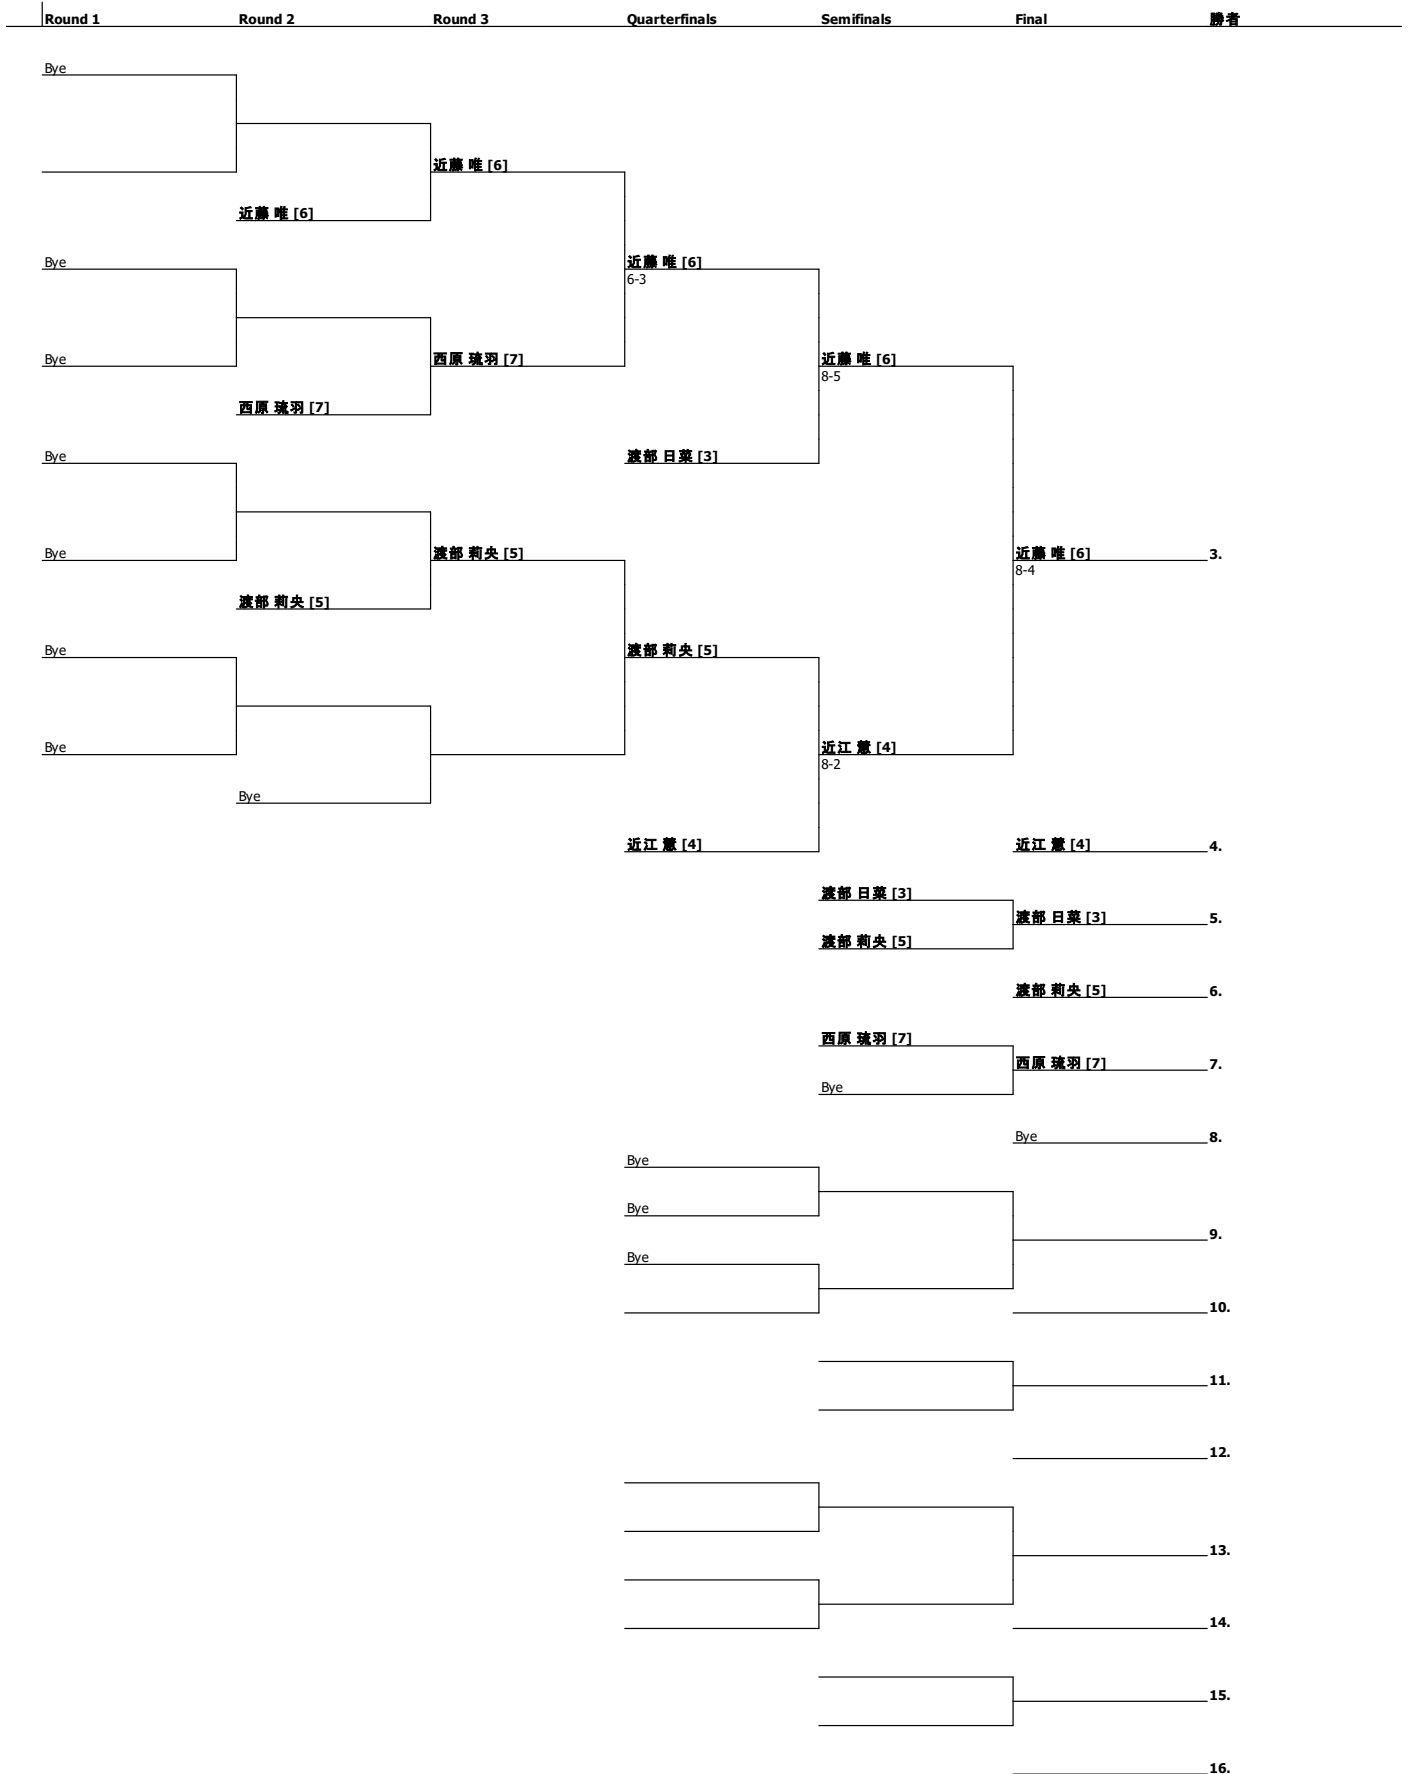 Round 1 Round 2 Round 3 Quarterfinals Semifinals Final 勝者
Bye
近藤 唯 [6]
近藤 唯 [6]
Bye
近藤 唯 [6]
6-3
Bye
西原 琉羽 [7]
近藤 唯 [6]
8-5
西原 琉羽 [7]
Bye
渡部 日菜 [3]
Bye
渡部 莉央 [5]
近藤 唯 [6]
3.
8-4
渡部 莉央 [5]
Bye
渡部 莉央 [5]
Bye
近江 慧 [4]
8-2
Bye
近江 慧 [4]
近江 慧 [4]
4.
渡部 日菜 [3]
渡部 日菜 [3]
5.
渡部 莉央 [5]
渡部 莉央 [5]
6.
西原 琉羽 [7]
西原 琉羽 [7]
7.
Bye
Bye
8.
Bye
Bye
9.
Bye
10.
11.
12.
13.
14.
15.
16.